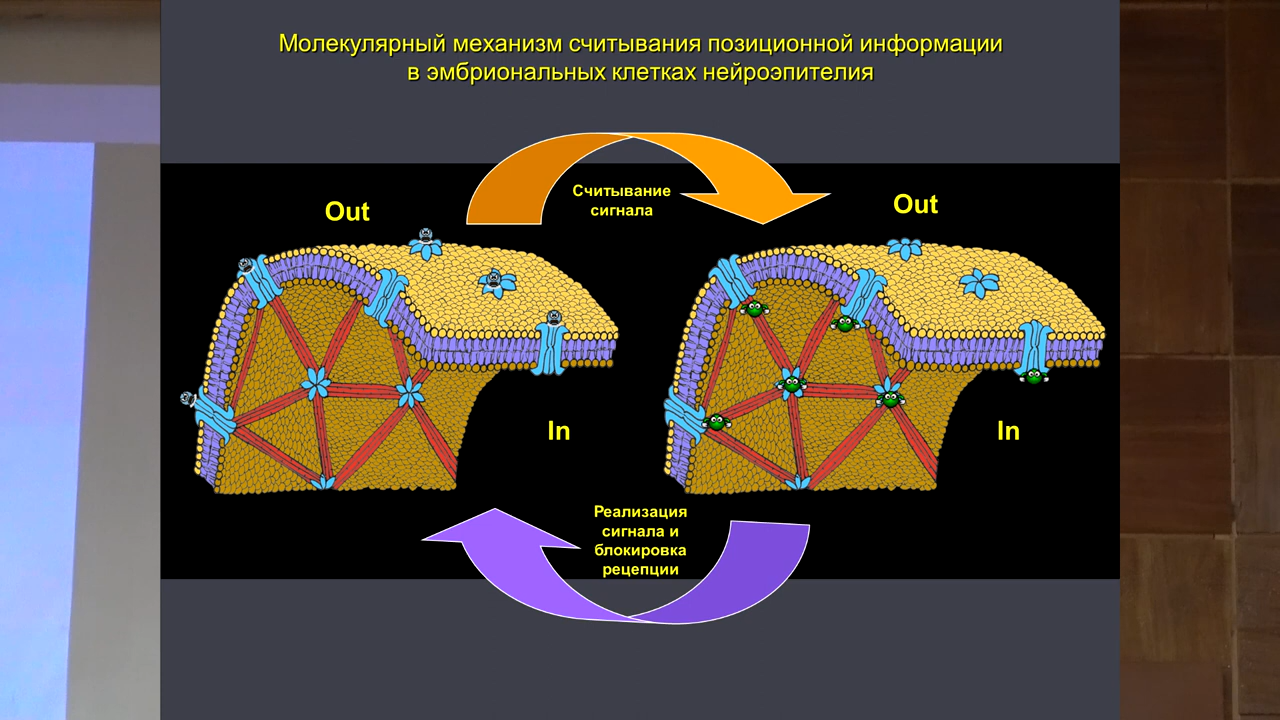 Молекулярный механизм считывания позиционной информации
в эмбриональных клетках нейроэпителия
Считывание
сигнала
Out
Out
In
In
Реализация
сигнала и
блокировка
рецепции